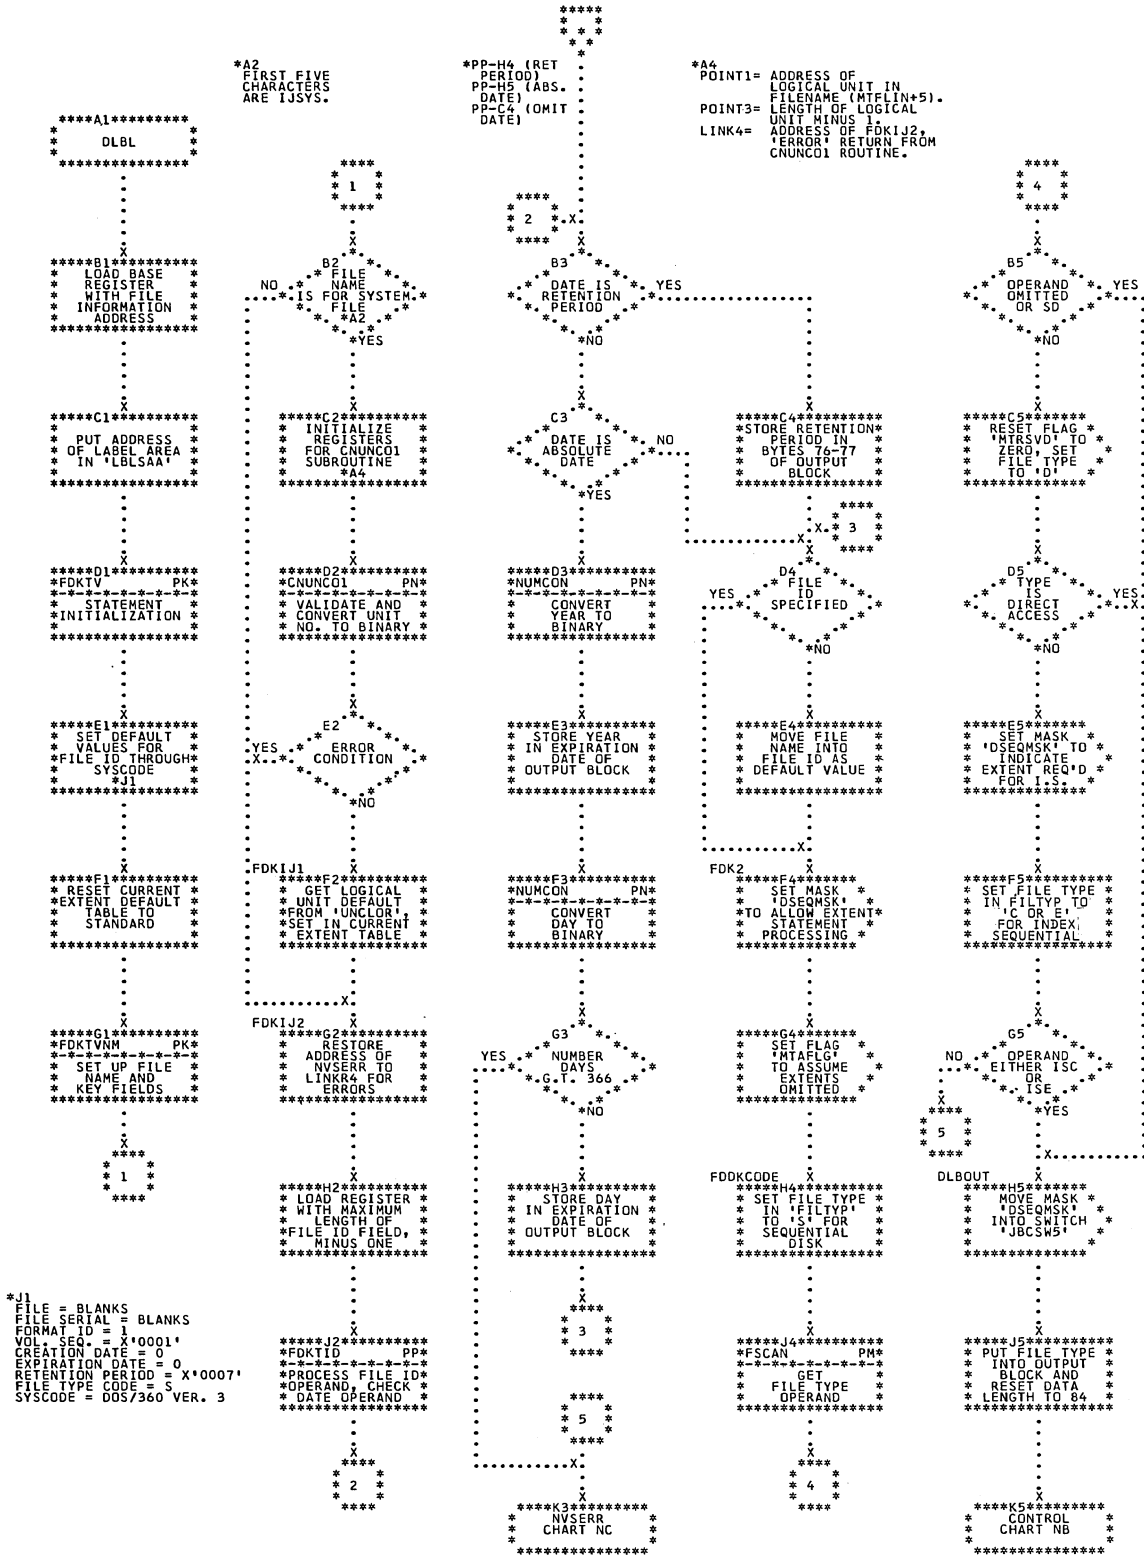 *A2
FIRST FIVE
CHARACTERS
ARE IJSYS.
*PP-H4 (RET
PERIOD)
PP-H5 (ABS.
DATE)
PP-C4 (OMIT
DATE)
*A4
POINT1= ADDRESS OF
LOGICAL UNIT IN
FILENAME (MTFLIN+5).
POINT3= LENGTH OF LOGICAL
UNIT MINUS 1.
LINK4= ADDRESS OF FDKIJ2,
'ERROR' RETURN FROM
CNUNCO1 ROUTINE.
****A1*********
DLBL
*****B1**********
LOAD BASE
REGISTER
WITH FILE
INFORMATION
ADDRESS
*****C1**********
PUT ADDRESS
OF LABEL AREA
IN 'LBLSAA'
*****D1**********
*FDKTV PK*
*-*-*-*-*-*-*-*-*
STATEMENT
*INITIALIZATION *
*****E1**********
SET DEFAULT
VALUES FOR
*FILE ID THROUGH*
SYSCODE
*J1
*****F1**********
RESET CURRENT
*EXTENT DEFAULT *
TABLE TO
STANDARD
*****G1**********
*FDKTVNM PK*
*-*-*-*-*-*-*-*-*
SET UP FILE
NAME AND
KEY FIELDS
1
*J1
FILE = BLANKS
FILE SERIAL = BLANKS
FORMAT ID = 1
VOL. SEQ. = X'0001'
CREATION DATE = 0
EXPIRATION DATE = 0
RETENTION PERIOD = X'0007'
FILE TYPE CODE = S
SYSCODE = DOS/360 VER. 3
1
B2
FILE
NAME
IS FOR SYSTEM
FILE
*A2
NO
*YES
*****C2**********
INITIALIZE
REGISTERS
FOR CNUNCO1
SUBROUTINE
*A4
*****D2**********
*CNUNCO1 PN*
*-*-*-*-*-*-*-*-*
VALIDATE AND
CONVERT UNIT
NO. TO BINARY
E2
ERROR
CONDITION
YES
*NO
FDKIJ1
*****F2**********
GET LOGICAL
UNIT DEFAULT
*FROM 'UNCLOR',
SET IN CURRENT
EXTENT TABLE
FDKIJ2
*****G2**********
RESTORE
ADDRESS OF
NVSERR TO
LINKR4 FOR
ERRORS
*****H2**********
LOAD REGISTER
WITH MAXIMUM
LENGTH OF
*FILE ID FIELD,
MINUS ONE
*****J2**********
*FDKTID PP*
*-*-*-*-*-*-*-*-*
*PROCESS FILE ID*
*OPERAND, CHECK *
DATE OPERAND
2
2
B3
DATE IS
RETENTION
PERIOD
YES
*NO
C3
DATE IS
ABSOLUTE
DATE
NO
*YES
*****D3**********
*NUMCON PN*
*-*-*-*-*-*-*-*-*
CONVERT
YEAR TO
BINARY
*****E3**********
STORE YEAR
IN EXPIRATION
DATE OF
OUTPUT BLOCK
*****F3**********
*NUMCON PN*
*-*-*-*-*-*-*-*-*
CONVERT
DAY TO
BINARY
G3
NUMBER
DAYS
G.T. 366
YES
*NO
*****H3**********
STORE DAY
IN EXPIRATION
DATE OF
OUTPUT BLOCK
3
5
****K3*********
NVSERR
CHART NC
*****C4**********
*STORE RETENTION*
PERIOD IN
BYTES 76-77
OF OUTPUT
BLOCK
3
D4
FILE
ID
SPECIFIED
YES
*NO
*****E4**********
MOVE FILE
NAME INTO
FILE ID AS
DEFAULT VALUE
FDK2
*****F4*********
SET MASK
'DSEQMSK'
*TO ALLOW EXTENT*
STATEMENT
PROCESSING
*****G4*********
SET FLAG
'MTAFLG'
TO ASSUME
EXTENTS
OMITTED
FDDKCODE
*****H4**********
SET FILE TYPE
IN 'FILTYP'
TO 'S' FOR
SEQUENTIAL
DISK
*****J4**********
*FSCAN PM*
*-*-*-*-*-*-*-*-*
GET
FILE TYPE
OPERAND
4
4
B5
OPERAND
OMITTED
OR SD
YES
*NO
*****C5*********
RESET FLAG
'MTRSVD' TO
ZERO, SET
FILE TYPE
TO 'D'
D5
TYPE
IS
DIRECT
ACCESS
YES
*NO
*****E5*********
SET MASK
'DSEQMSK' TO
INDICATE
EXTENT REQ'D
FOR I.S.
*****F5**********
SET FILE TYPE
IN FILTYP TO
'C OR E'
FOR INDEX
SEQUENTIAL
G5
OPERAND
EITHER ISC
OR
ISE
NO
*YES
5
DLBOUT
*****H5*********
MOVE MASK
'DSEQMSK'
INTO SWITCH
'JBCSW5'
*****J5**********
PUT FILE TYPE
INTO OUTPUT
BLOCK AND
RESET DATA
LENGTH TO 84
****K5*********
CONTROL
CHART NB